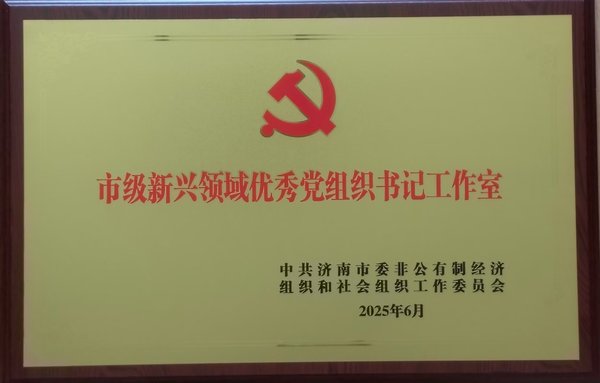 市级新兴领域优秀党组织书记工作室
中共济南市委非公有制经济
组织和社会组织工作委员会
2025年6月